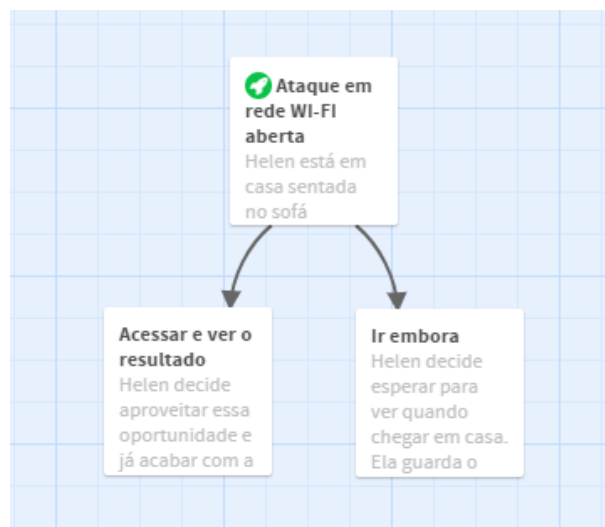 Ataque em
rede WI-FI
aberta
Helen está em
casa sentada
no sofá
Acessar e ver o
resultado
Helen decide
aproveitar essa
oportunidade e
já acabar com a
Ir embora
Helen decide
esperar para
ver quando
chegar em casa.
Ela guarda o